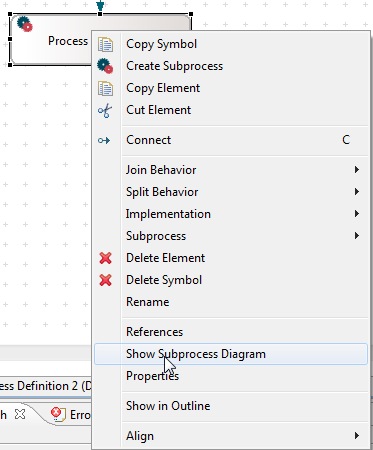 Process
Copy Symbol
Create Subprocess
Copy Element
Cut Element
Connect C
Join Behavior
Split Behavior
Implementation
Subprocess
Delete Element
Delete Symbol
Rename
References
Show Subprocess Diagram
Properties
Show in Outline
Align
ess Definition 2 (D
h
Erro